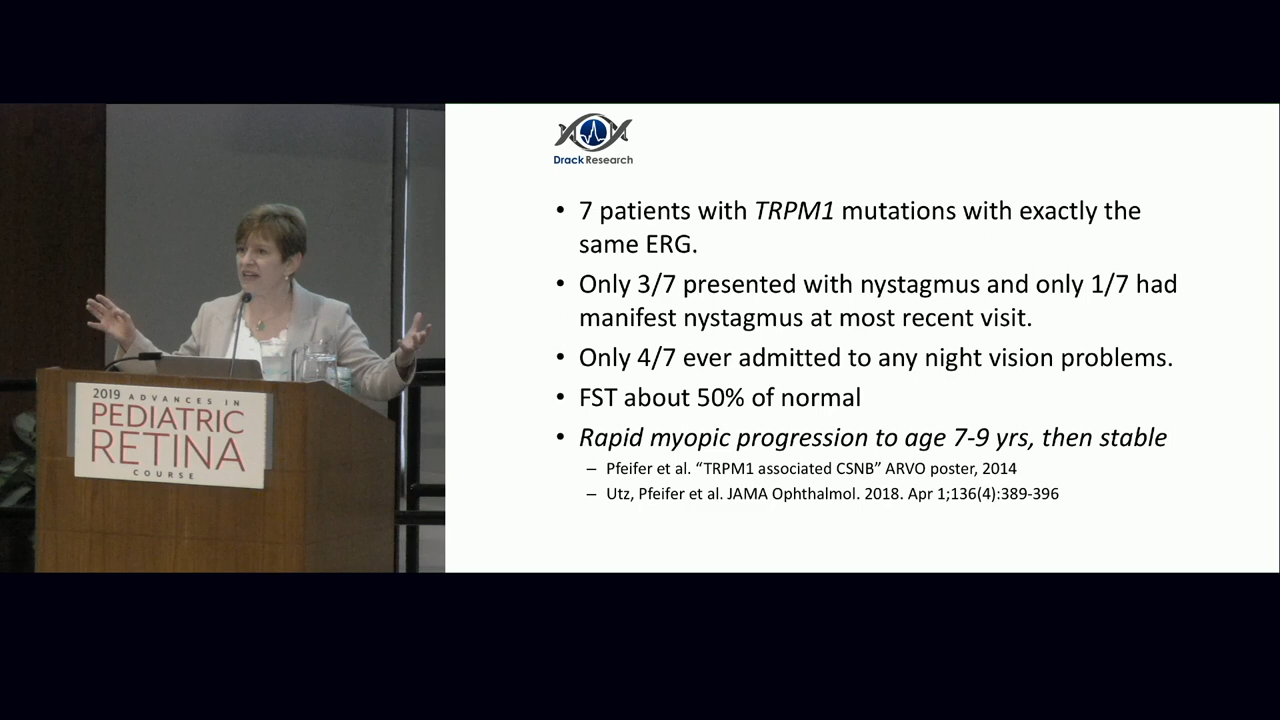 2019 ADVANCES IN
PEDIATRIC
RETINA
COURSE
Drack Research
• 7 patients with TRPM1 mutations with exactly the
same ERG.
• Only 3/7 presented with nystagmus and only 1/7 had
manifest nystagmus at most recent visit.
• Only 4/7 ever admitted to any night vision problems.
• FST about 50% of normal
• Rapid myopic progression to age 7-9 yrs, then stable
– Pfeifer et al. “TRPM1 associated CSNB” ARVO poster, 2014
– Utz, Pfeifer et al. JAMA Ophthalmol. 2018. Apr 1;136(4):389-396